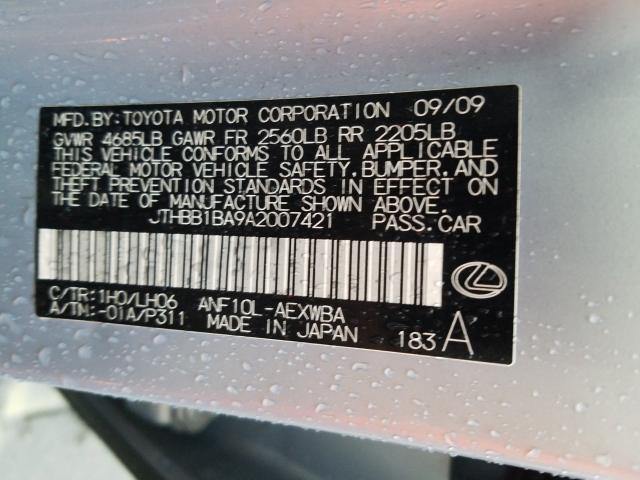 MFD.BY:TOYOTA MOTOR CORPORATION 09/09
GVWR 4685LB GAWR FR 2560LB RR 2205LB
THIS VEHICLE CONFORMS TO ALL APPLICABLE
FEDERAL MOTOR VEHICLE SAFETY,BUMPER,AND
THEFT PREVENTION STANDARDS IN EFFECT ON
THE DATE OF MANUFACTURE SHOWN ABOVE.
JTHBB1BA9A2007421 PASS.CAR
C/TR:1H0/LH06 ANF10L-AEXWBA
A/TM:-01A/P311 MADE IN JAPAN 183 A